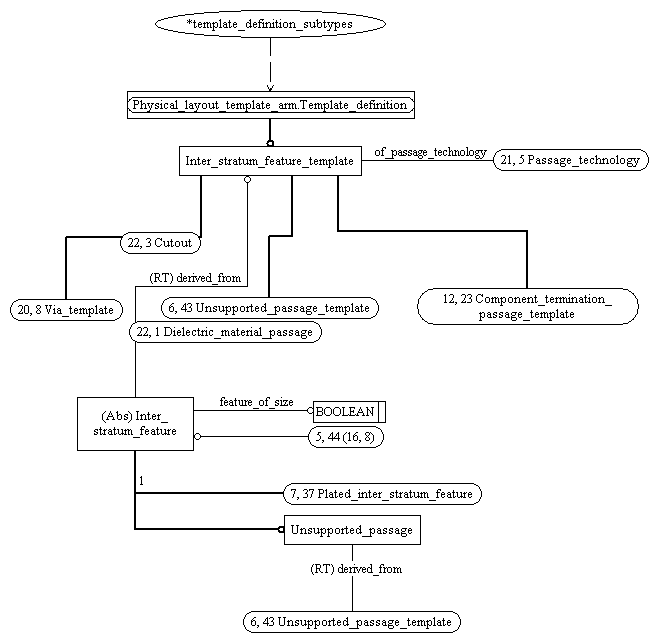 *template_definition_subtypes
Physical_layout_template_arm.Template_definition
Inter_stratum_feature_template
of_passage_technology
21, 5 Passage_technology
22, 3 Cutout
(RT) derived_from
20, 8 Via_template
6, 43 Unsupported_passage_template
12, 23 Component_termination_
passage_template
22, 1 Dielectric_material_passage
(Abs) Inter_
stratum_feature
feature_of_size
BOOLEAN
5, 44 (16, 8)
1
7, 37 Plated_inter_stratum_feature
Unsupported_passage
(RT) derived_from
6, 43 Unsupported_passage_template